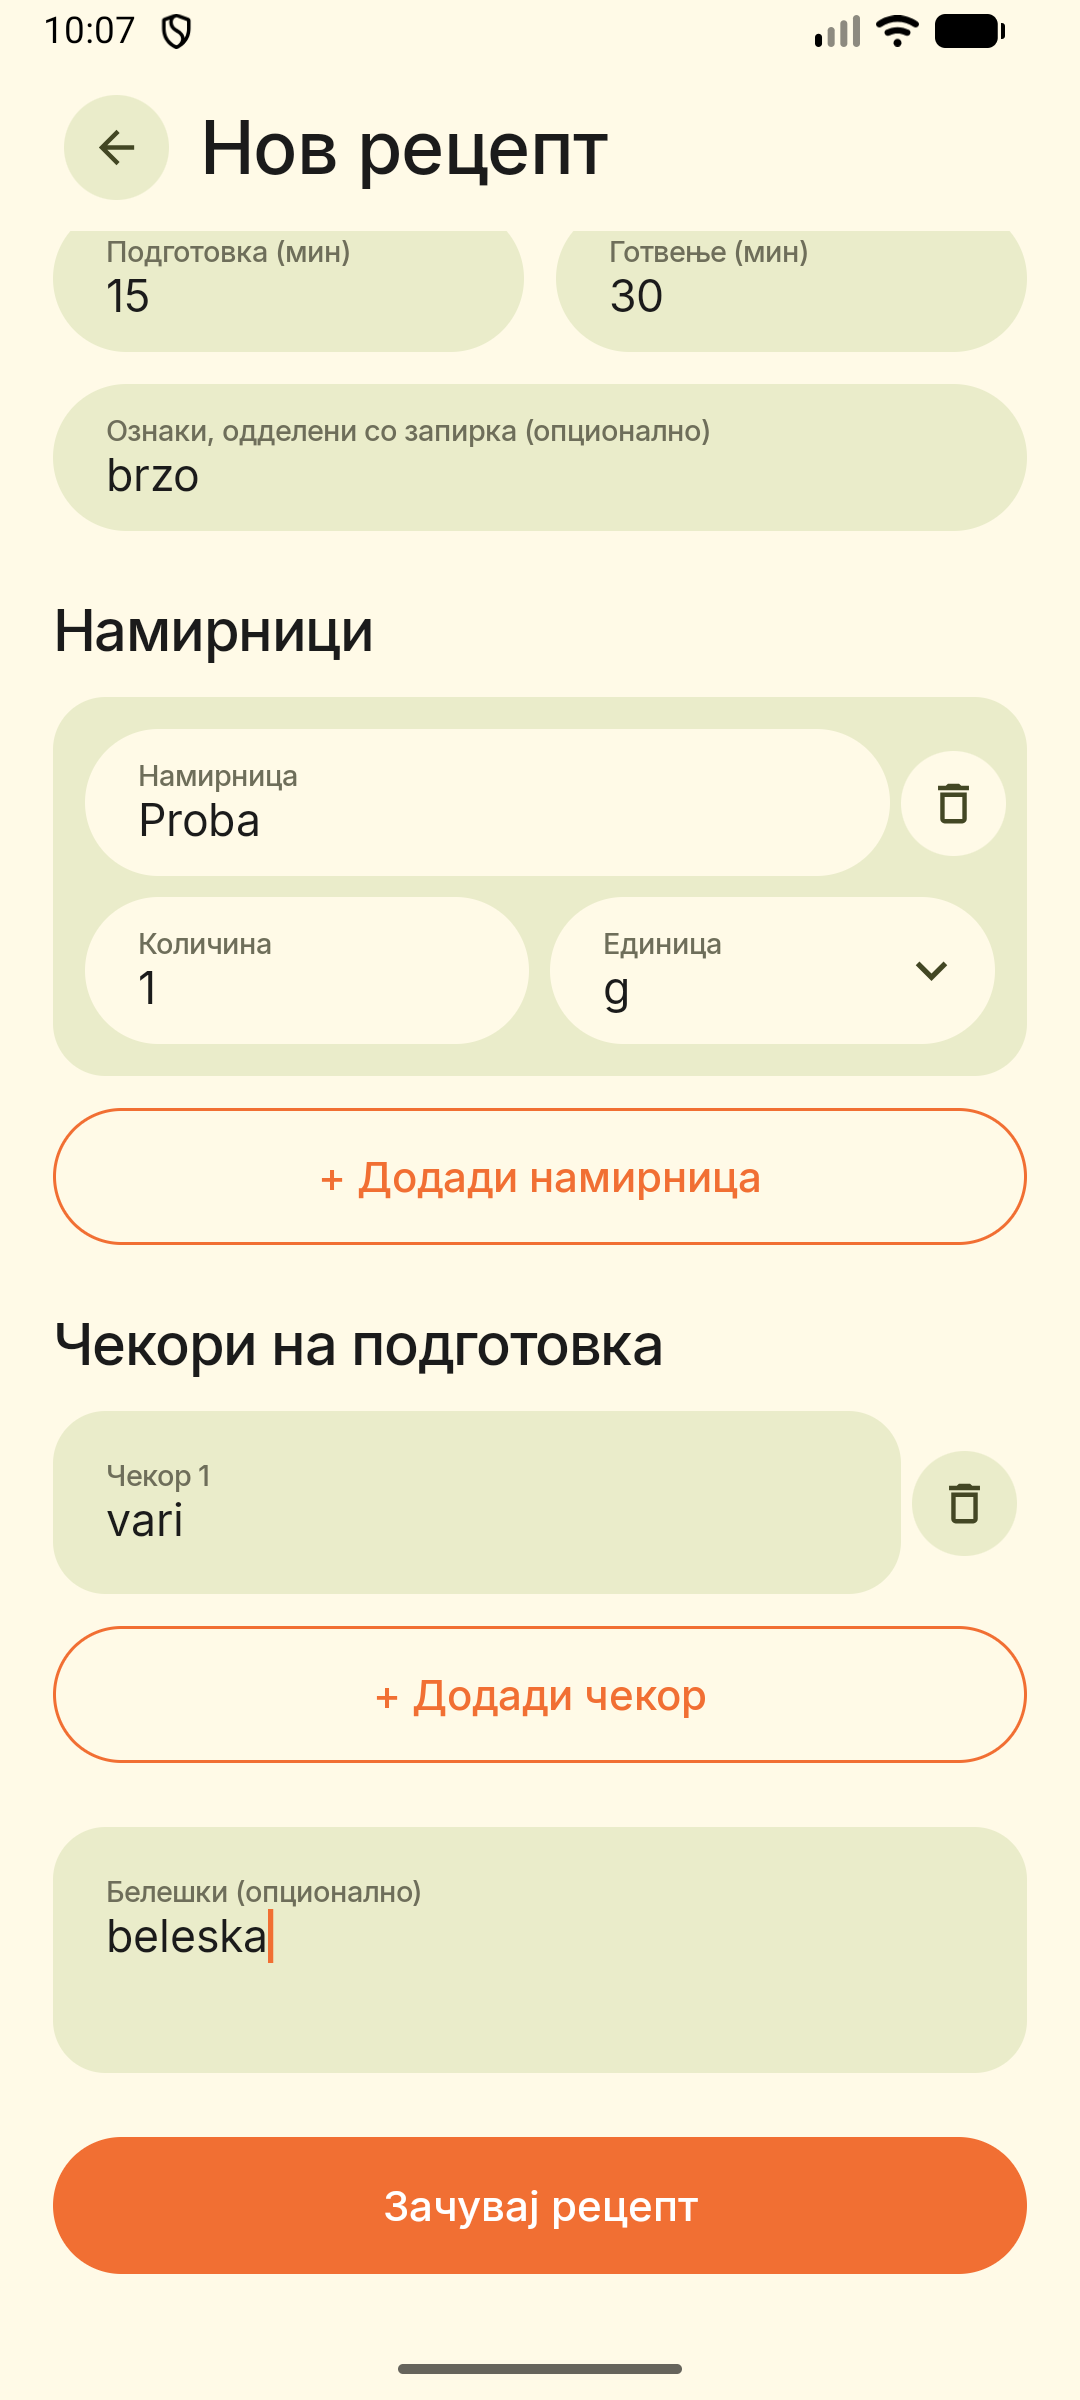 10:07
Нов рецепт
Подготовка (мин)
15
Готвење (мин)
30
Ознаки, одделени со запирка (опционално)
brzo
Намирници
Намирница
Proba
Количина
1
Единица
g
+ Додади намирница
Чекори на подготовка
Чекор 1
vari
+ Додади чекор
Белешки (опционално)
beleska
Зачувај рецепт